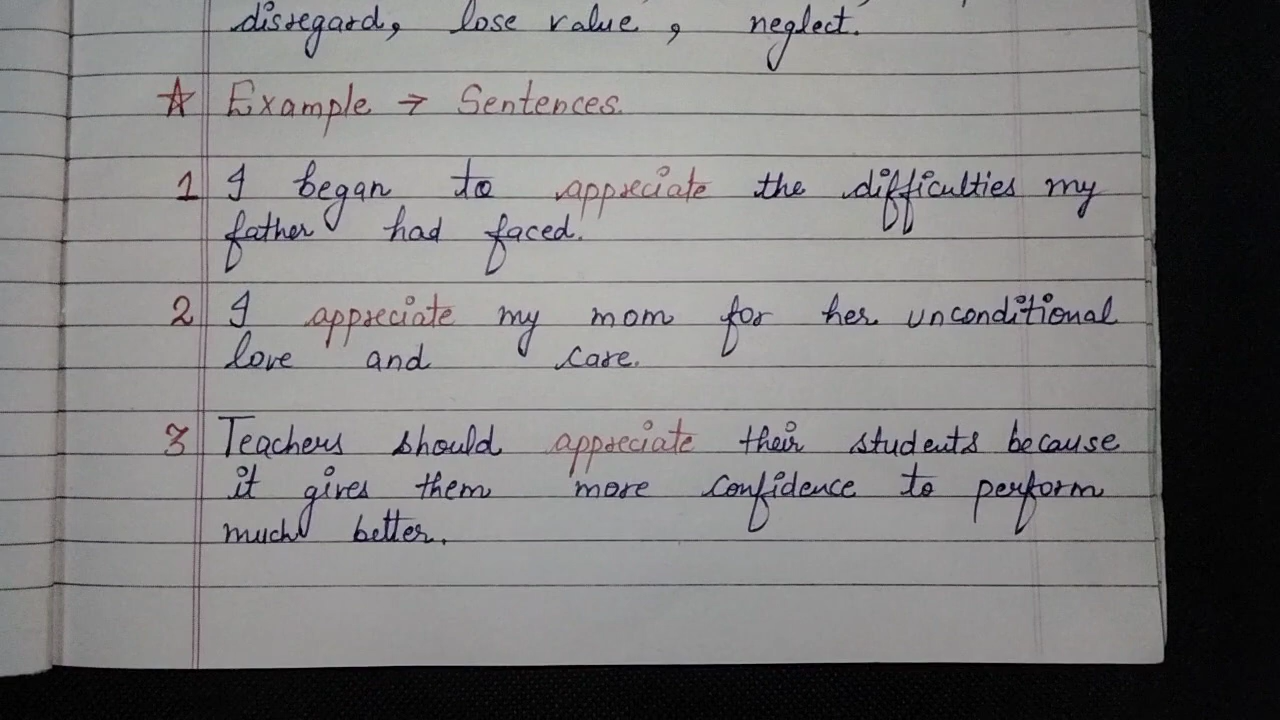 disregard, lose value, neglect.
☆ Example → Sentences.
1 I began to appreciate the difficulties my
father had faced.
2 I appreciate my mom for her unconditional
love and care.
3 Teachers should appreciate their students because
it gives them more confidence to perform
much better.